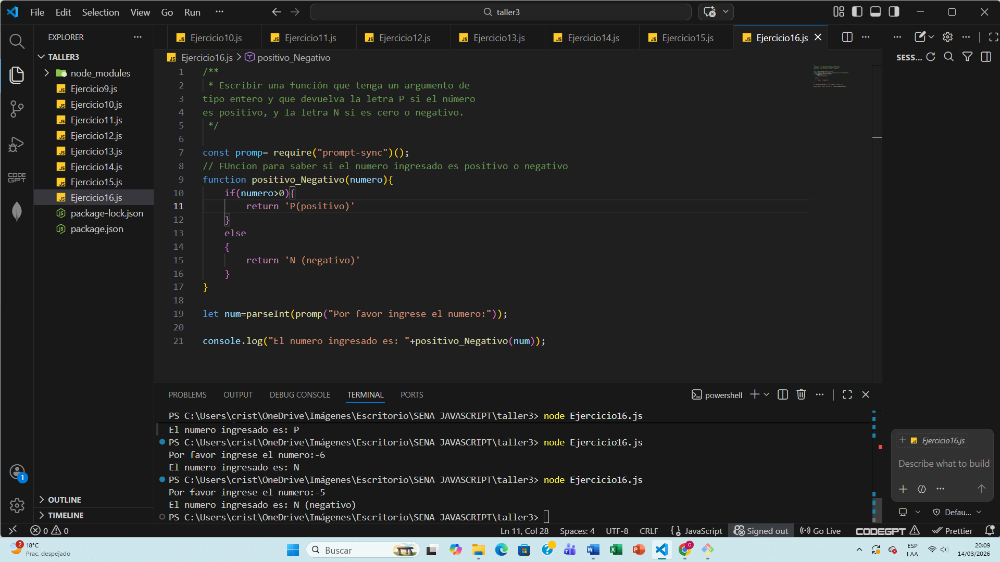 File Edit Selection View Go Run ··· taller3
EXPLORER ···
TALLER3
node_modules
Ejercicio9.js
Ejercicio10.js
Ejercicio11.js
Ejercicio12.js
Ejercicio13.js
Ejercicio14.js
Ejercicio15.js
Ejercicio16.js
package-lock.json
package.json
OUTLINE
TIMELINE
Ejercicio10.js Ejercicio11.js Ejercicio12.js Ejercicio13.js Ejercicio14.js Ejercicio15.js Ejercicio16.js
Ejercicio16.js > positivo_Negativo
1 /**
2  * Escribir una función que tenga un argumento de
3 tipo entero y que devuelva la letra P si el número
4 es positivo, y la letra N si es cero o negativo.
5  */
6
7 const promp= require("prompt-sync")();
8 // FUncion para saber si el numero ingresado es positivo o negativo
9 function positivo_Negativo(numero){
10     if(numero>0){
11         return 'P(positivo)'
12     }
13     else
14     {
15         return 'N (negativo)'
16     }
17 }
18
19 let num=parseInt(promp("Por favor ingrese el numero:"));
20
21 console.log("El numero ingresado es: "+positivo_Negativo(num));
PROBLEMS OUTPUT DEBUG CONSOLE TERMINAL PORTS
powershell
PS C:\Users\crist\OneDrive\Imágenes\Escritorio\SENA JAVASCRIPT\taller3> node Ejercicio16.js
El numero ingresado es: P
PS C:\Users\crist\OneDrive\Imágenes\Escritorio\SENA JAVASCRIPT\taller3> node Ejercicio16.js
Por favor ingrese el numero:-6
El numero ingresado es: N
PS C:\Users\crist\OneDrive\Imágenes\Escritorio\SENA JAVASCRIPT\taller3> node Ejercicio16.js
Por favor ingrese el numero:-5
El numero ingresado es: N (negativo)
PS C:\Users\crist\OneDrive\Imágenes\Escritorio\SENA JAVASCRIPT\taller3>
SESS...
Ejercicio16.js
Describe what to build
Defau...
CODE GPT
1
0 0 Ln 11, Col 28 Spaces: 4 UTF-8 CRLF JavaScript Signed out Go Live CODEGPT Prettier
2
18°C
Prac. despejado
Buscar
C
ESP
LAA
20:09
14/03/2026